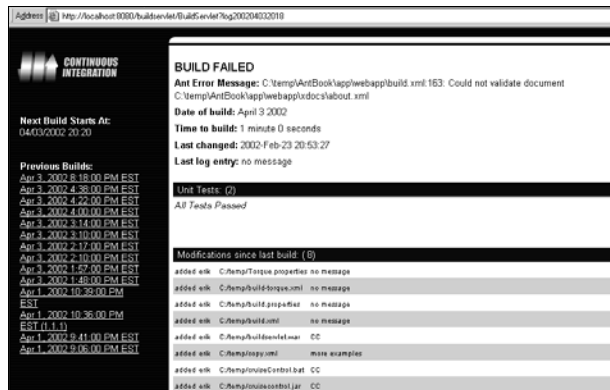 Address http://localhost:8080/buildservlet/BuildServlet?log200204032018
CONTINUOUS
INTEGRATION
Next Build Starts At:
04/03/2002 20:20
Previous Builds:
Apr 3, 2002 8:18:00 PM EST
Apr 3, 2002 4:38:00 PM EST
Apr 3, 2002 4:22:00 PM EST
Apr 3, 2002 4:00:00 PM EST
Apr 3, 2002 3:14:00 PM EST
Apr 3, 2002 3:10:00 PM EST
Apr 3, 2002 2:17:00 PM EST
Apr 3, 2002 2:10:00 PM EST
Apr 3, 2002 1:57:00 PM EST
Apr 3, 2002 1:48:00 PM EST
Apr 1, 2002 10:39:00 PM
EST
Apr 1, 2002 10:36:00 PM
EST (1.1.1)
Apr 1, 2002 9:41:00 PM EST
Apr 1, 2002 9:06:00 PM EST
BUILD FAILED
Ant Error Message: C:\temp\AntBook\app\webapp\build.xml:163: Could not validate document
C:\temp\AntBook\app\webapp\xdocs\about.xml
Date of build: April 3 2002
Time to build: 1 minute 0 seconds
Last changed: 2002-Feb-23 20:53:27
Last log entry: no message
Unit Tests: (2)
All Tests Passed
Modifications since last build: (8)
added erik C:/temp/Torque.properties no message
added erik C:/temp/build-torque.xml no message
added erik C:/temp/build.properties no message
added erik C:/temp/build.xml no message
added erik C:/temp/buildservlet.war CC
added erik C:/temp/copy.xml more examples
added erik C:/temp/cruiseControl.bat CC
added erik C:/temp/cruisecontrol.jar CC